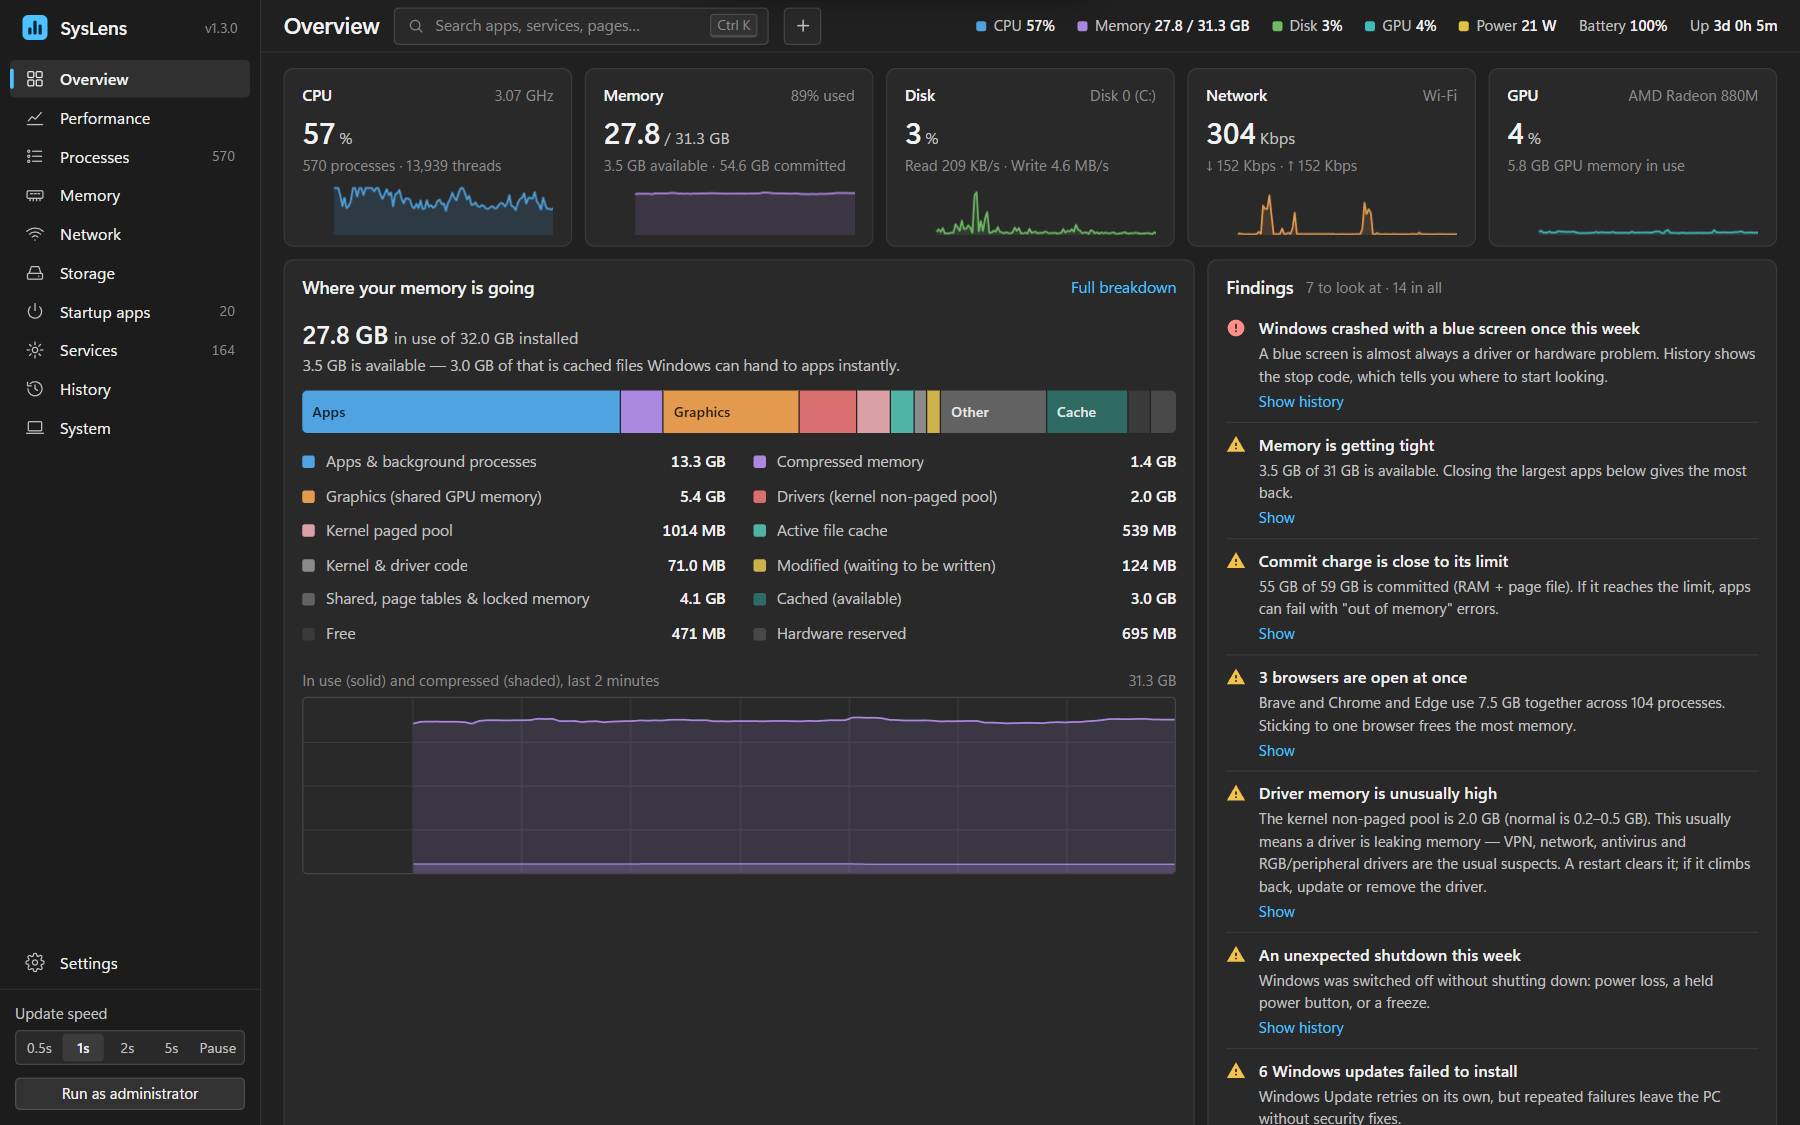 SysLens v1.3.0
Overview
Performance
Processes 570
Memory
Network
Storage
Startup apps 20
Services 164
History
System
Settings
Update speed
0.5s 1s 2s 5s Pause
Run as administrator
Overview
Search apps, services, pages... Ctrl K
+
CPU 57% Memory 27.8 / 31.3 GB Disk 3% GPU 4% Power 21 W Battery 100% Up 3d 0h 5m
CPU 3.07 GHz
57 %
570 processes · 13,939 threads
Memory 89% used
27.8 / 31.3 GB
3.5 GB available · 54.6 GB committed
Disk Disk 0 (C:)
3 %
Read 209 KB/s · Write 4.6 MB/s
Network Wi-Fi
304 Kbps
↓ 152 Kbps · ↑ 152 Kbps
GPU AMD Radeon 880M
4 %
5.8 GB GPU memory in use
Where your memory is going Full breakdown
27.8 GB in use of 32.0 GB installed
3.5 GB is available — 3.0 GB of that is cached files Windows can hand to apps instantly.
Apps Graphics Other Cache
Apps & background processes 13.3 GB Compressed memory 1.4 GB
Graphics (shared GPU memory) 5.4 GB Drivers (kernel non-paged pool) 2.0 GB
Kernel paged pool 1014 MB Active file cache 539 MB
Kernel & driver code 71.0 MB Modified (waiting to be written) 124 MB
Shared, page tables & locked memory 4.1 GB Cached (available) 3.0 GB
Free 471 MB Hardware reserved 695 MB
In use (solid) and compressed (shaded), last 2 minutes 31.3 GB
Findings 7 to look at · 14 in all
Windows crashed with a blue screen once this week
A blue screen is almost always a driver or hardware problem. History shows
the stop code, which tells you where to start looking.
Show history
Memory is getting tight
3.5 GB of 31 GB is available. Closing the largest apps below gives the most
back.
Show
Commit charge is close to its limit
55 GB of 59 GB is committed (RAM + page file). If it reaches the limit, apps
can fail with "out of memory" errors.
Show
3 browsers are open at once
Brave and Chrome and Edge use 7.5 GB together across 104 processes.
Sticking to one browser frees the most memory.
Show
Driver memory is unusually high
The kernel non-paged pool is 2.0 GB (normal is 0.2–0.5 GB). This usually
means a driver is leaking memory — VPN, network, antivirus and
RGB/peripheral drivers are the usual suspects. A restart clears it; if it climbs
back, update or remove the driver.
Show
An unexpected shutdown this week
Windows was switched off without shutting down: power loss, a held
power button, or a freeze.
Show history
6 Windows updates failed to install
Windows Update retries on its own, but repeated failures leave the PC
without security fixes.